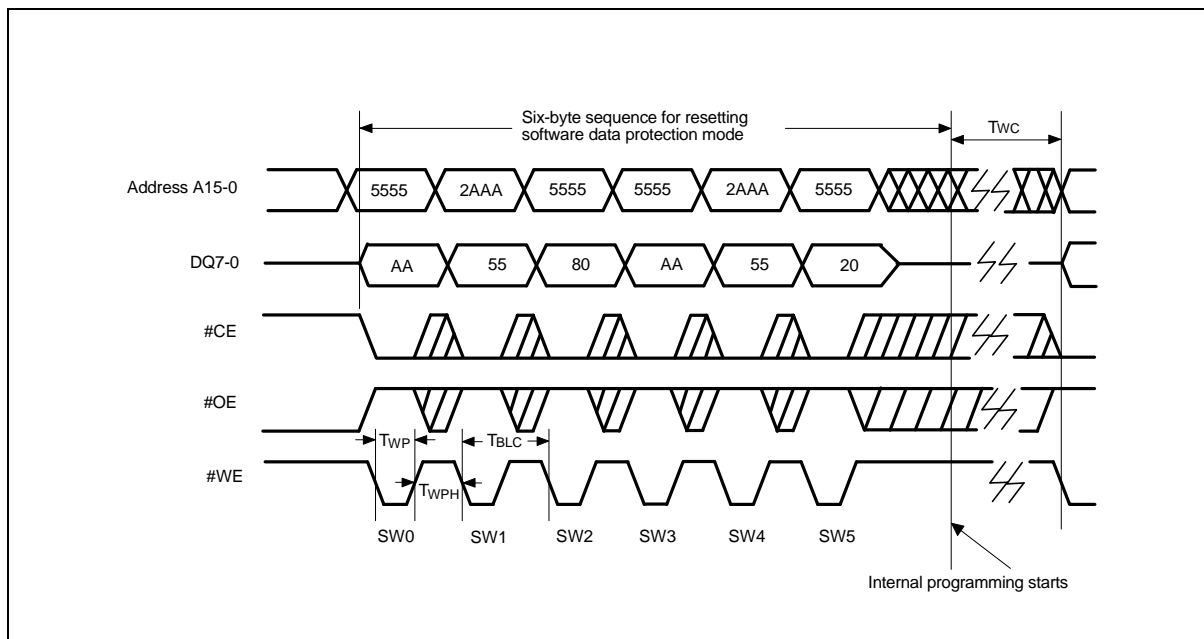 Six-byte sequence for resetting
software data protection mode
TWC
Address A15-0
5555 2AAA 5555 5555 2AAA 5555
DQ7-0
AA 55 80 AA 55 20
#CE
#OE
TWP TBLC
#WE
TWPH
SW0 SW1 SW2 SW3 SW4 SW5
Internal programming starts